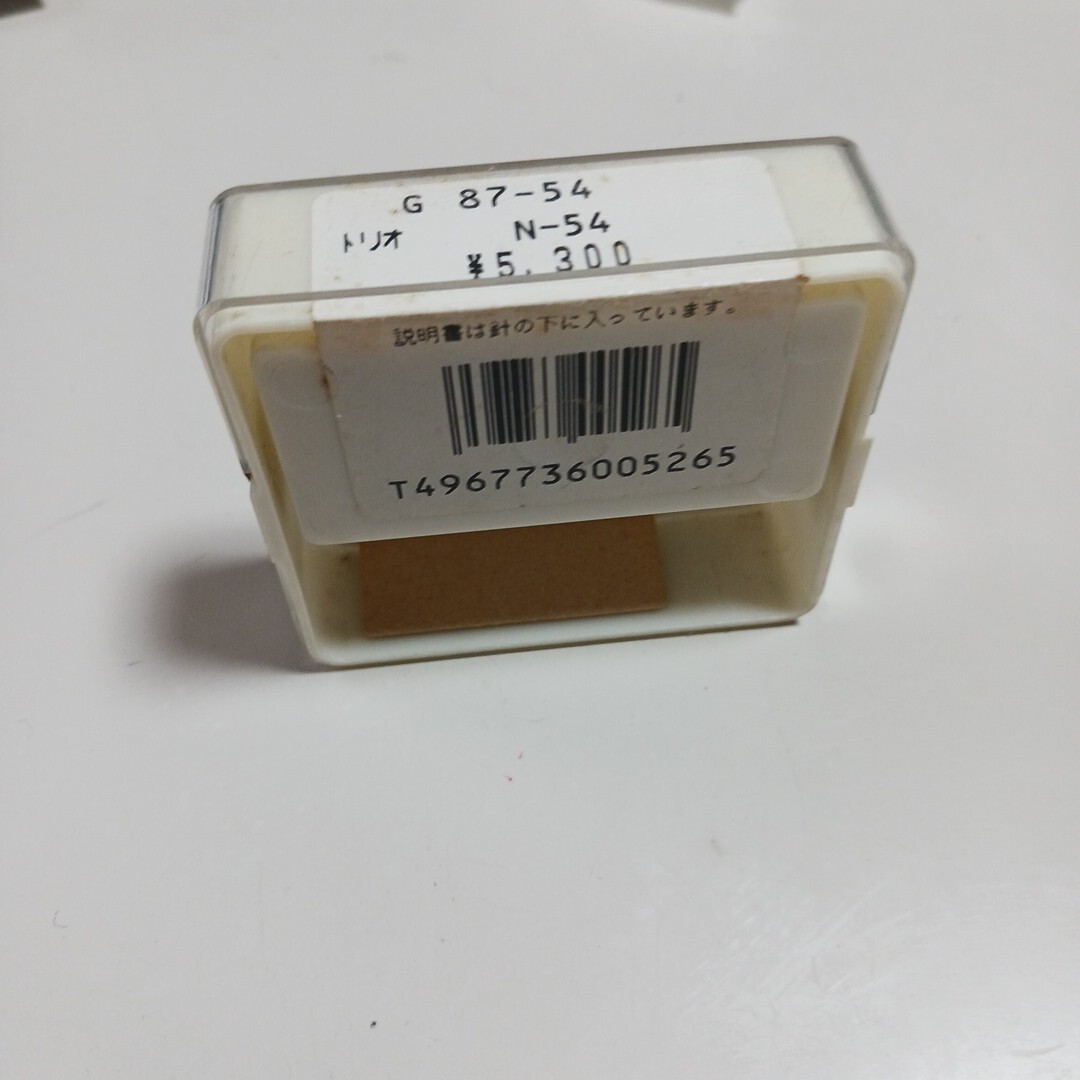 G 87-54
トリオ N-54
¥5,300
説明書は針の下に入っています。
T4967736005265